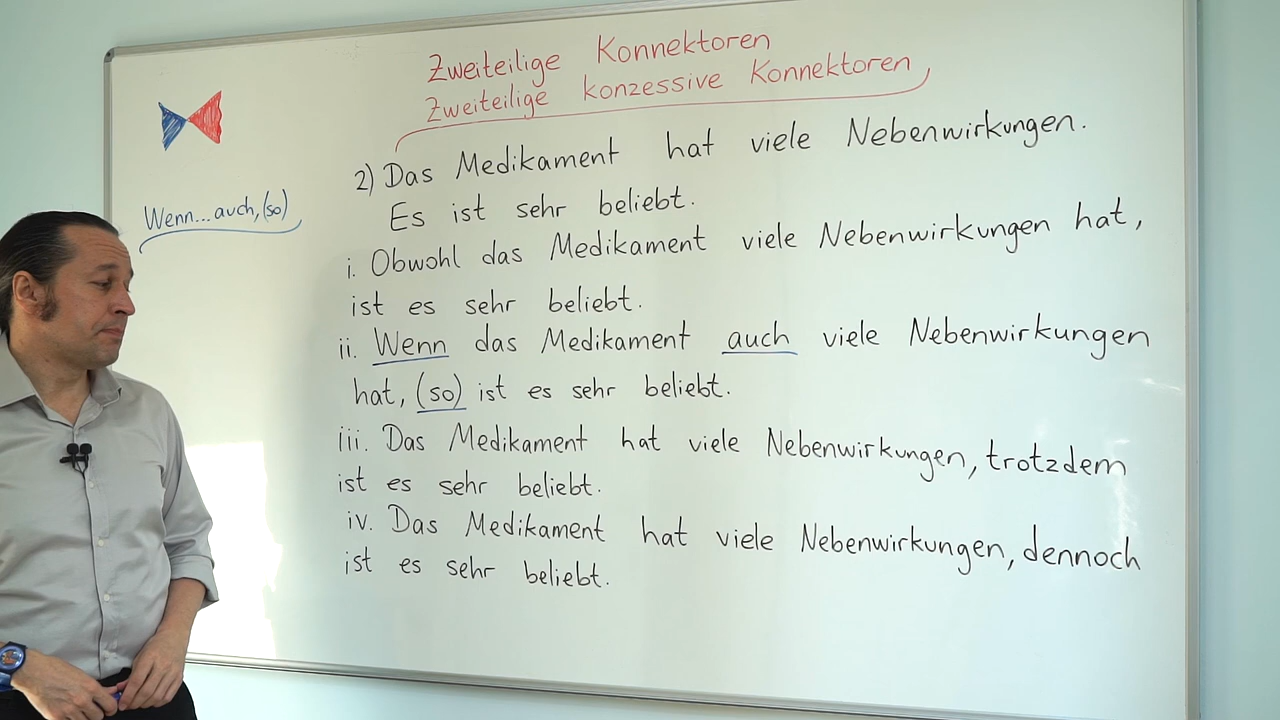 Zweiteilige Konnektoren
Zweiteilige konzessive Konnektoren
Wenn...auch,(so)
2) Das Medikament hat viele Nebenwirkungen.
Es ist sehr beliebt.
i. Obwohl das Medikament viele Nebenwirkungen hat,
ist es sehr beliebt.
ii. Wenn das Medikament auch viele Nebenwirkungen
hat, (so) ist es sehr beliebt.
iii. Das Medikament hat viele Nebenwirkungen, trotzdem
ist es sehr beliebt.
iv. Das Medikament hat viele Nebenwirkungen, dennoch
ist es sehr beliebt.